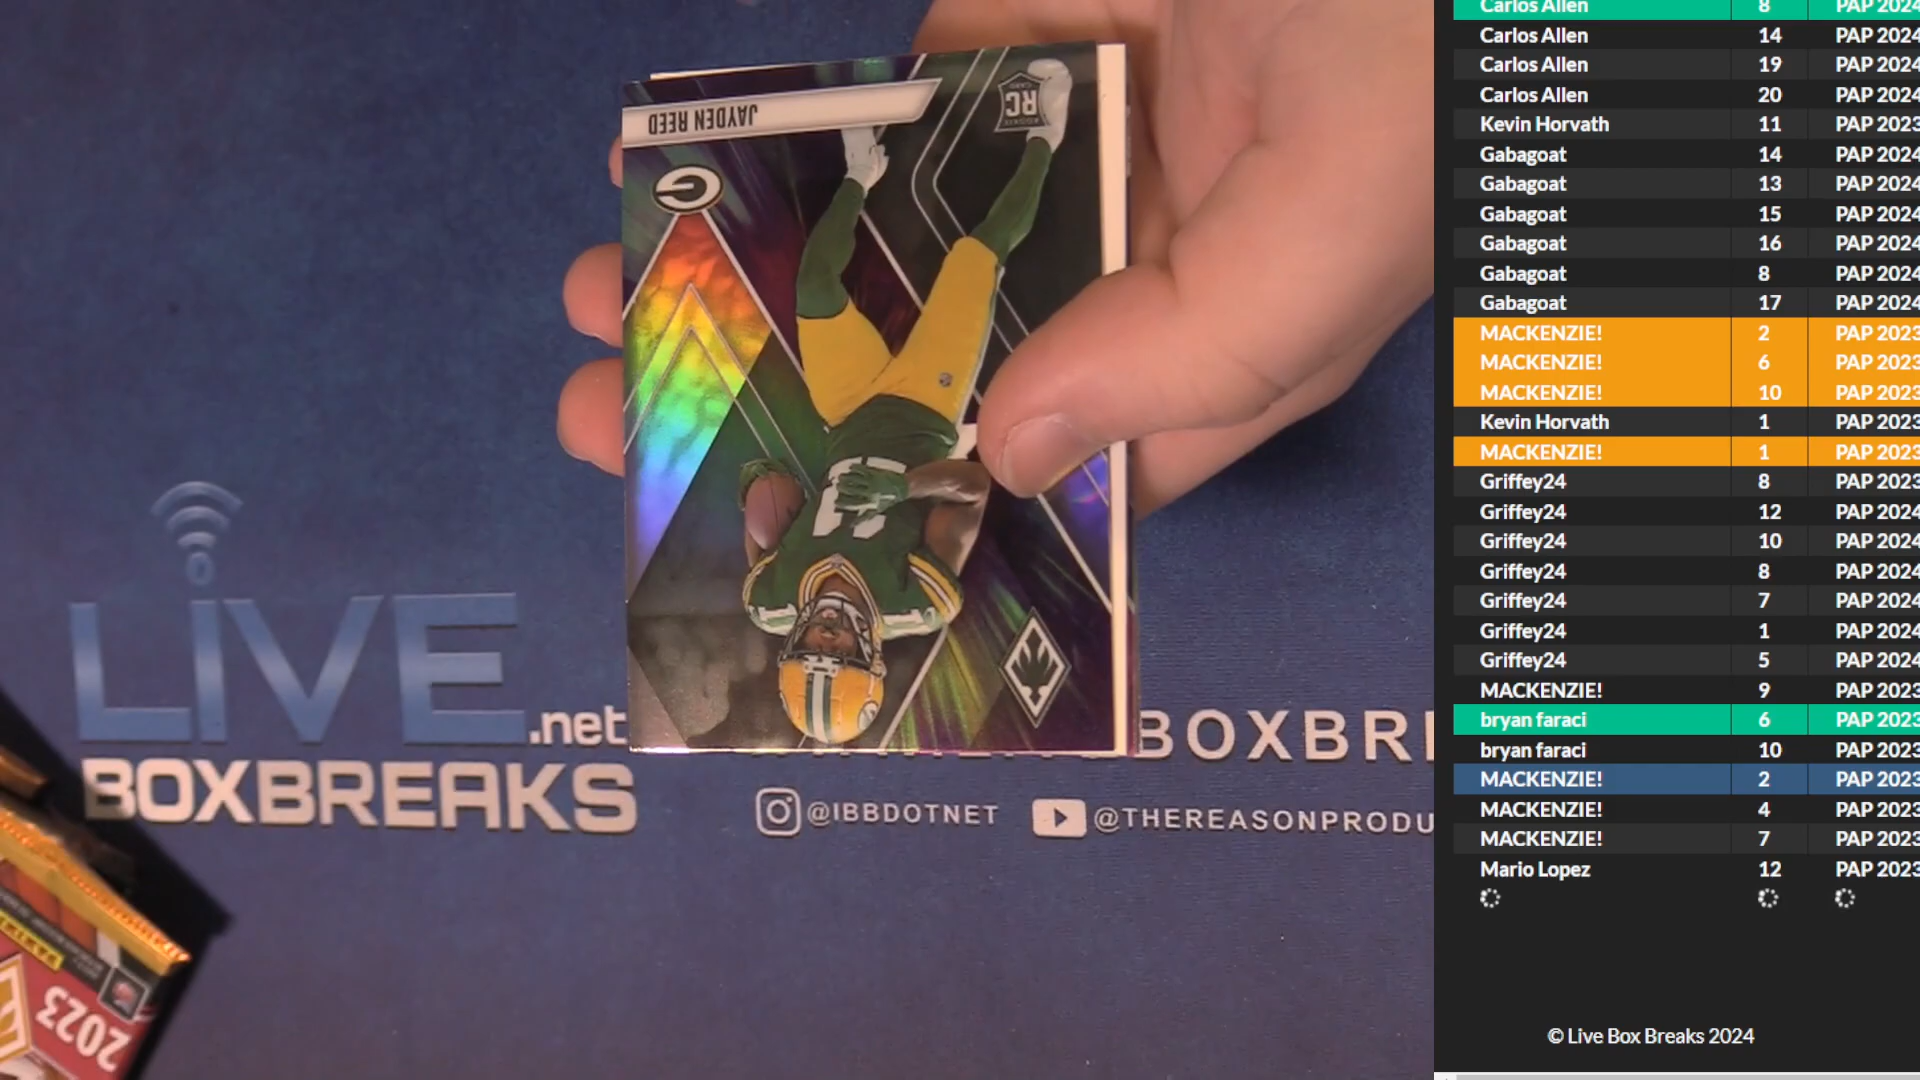 JAYDEN REED
RC
G
11
LIVE
.net
BOXBREAKS
BOXBRE
@IBBDOTNET
@THEREASONPRODU
2023
Carlos Allen 8 PAP 2024
Carlos Allen 14 PAP 2024
Carlos Allen 19 PAP 2024
Carlos Allen 20 PAP 2024
Kevin Horvath 11 PAP 2023
Gabagoat 14 PAP 2024
Gabagoat 13 PAP 2024
Gabagoat 15 PAP 2024
Gabagoat 16 PAP 2024
Gabagoat 8 PAP 2024
Gabagoat 17 PAP 2024
MACKENZIE! 2 PAP 2023
MACKENZIE! 6 PAP 2023
MACKENZIE! 10 PAP 2023
Kevin Horvath 1 PAP 2023
MACKENZIE! 1 PAP 2023
Griffey24 8 PAP 2024
Griffey24 12 PAP 2024
Griffey24 10 PAP 2024
Griffey24 8 PAP 2024
Griffey24 7 PAP 2024
Griffey24 1 PAP 2024
Griffey24 5 PAP 2024
MACKENZIE! 9 PAP 2023
bryan faraci 6 PAP 2023
bryan faraci 10 PAP 2023
MACKENZIE! 2 PAP 2023
MACKENZIE! 4 PAP 2023
MACKENZIE! 7 PAP 2023
Mario Lopez 12 PAP 2023
© Live Box Breaks 2024